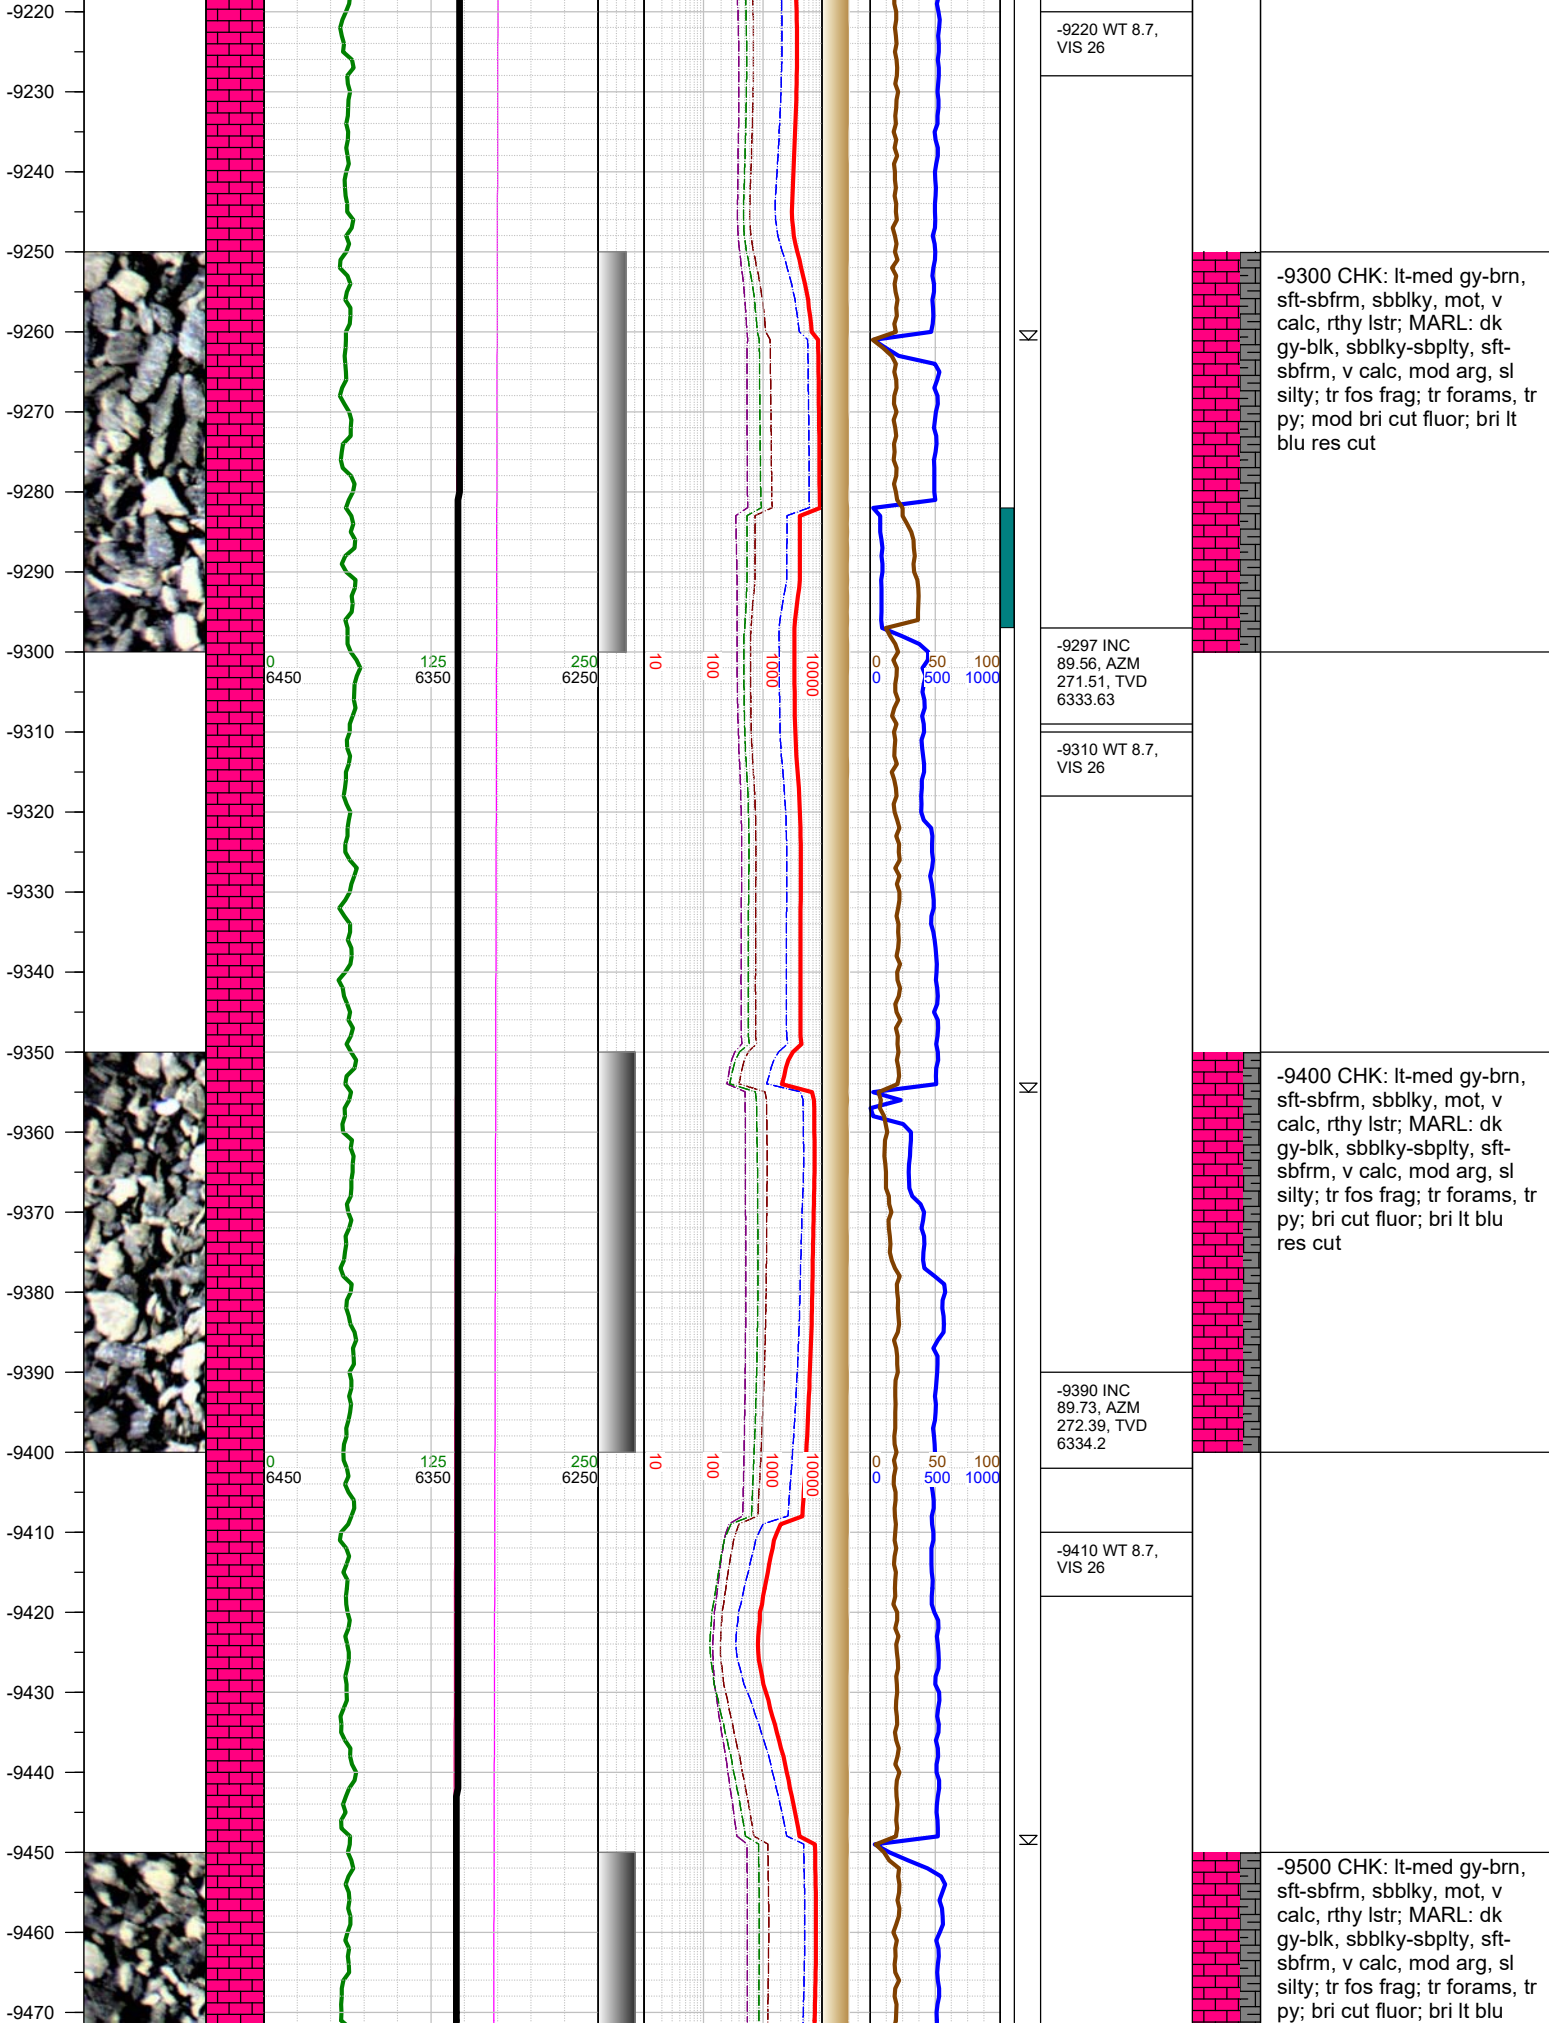 -9220
-9230
-9240
-9250
-9260
-9270
-9280
-9290
-9300
-9310
-9320
-9330
-9340
-9350
-9360
-9370
-9380
-9390
-9400
-9410
-9420
-9430
-9440
-9450
-9460
-9470
0 125 250
6450 6350 6250
10 100 1000 10000
0 50 100
0 500 1000
0 125 250
6450 6350 6250
10 100 1000 10000
0 50 100
0 500 1000
-9220 WT 8.7,
VIS 26
-9297 INC
89.56, AZM
271.51, TVD
6333.63
-9310 WT 8.7,
VIS 26
-9390 INC
89.73, AZM
272.39, TVD
6334.2
-9410 WT 8.7,
VIS 26
-9300 CHK: lt-med gy-brn,
sft-sbfrm, sbblky, mot, v
calc, rthy lstr; MARL: dk
gy-blk, sbblky-sbplty, sft-
sbfrm, v calc, mod arg, sl
silty; tr fos frag; tr forams, tr
py; mod bri cut fluor; bri lt
blu res cut
-9400 CHK: lt-med gy-brn,
sft-sbfrm, sbblky, mot, v
calc, rthy lstr; MARL: dk
gy-blk, sbblky-sbplty, sft-
sbfrm, v calc, mod arg, sl
silty; tr fos frag; tr forams, tr
py; bri cut fluor; bri lt blu
res cut
-9500 CHK: lt-med gy-brn,
sft-sbfrm, sbblky, mot, v
calc, rthy lstr; MARL: dk
gy-blk, sbblky-sbplty, sft-
sbfrm, v calc, mod arg, sl
silty; tr fos frag; tr forams, tr
py; bri cut fluor; bri lt blu